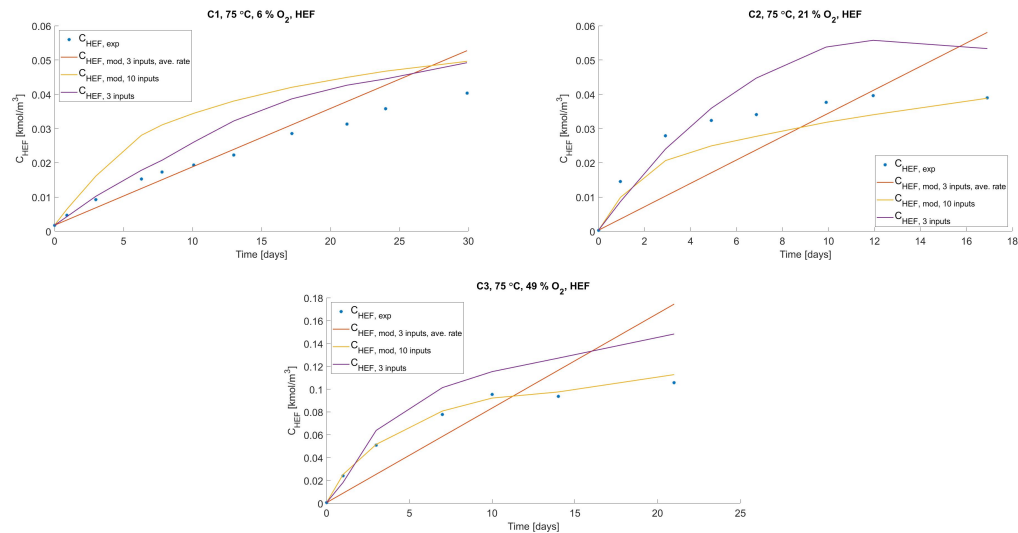 C1, 75 °C, 6 % O2, HEF
CHEF [kmol/m3]
0.06
0.05
0.04
0.03
0.02
0.01
0
CHEF, exp
CHEF, mod, 3 inputs, ave. rate
CHEF, mod, 10 inputs
CHEF, 3 inputs
0 5 10 15 20 25 30
Time [days]
C2, 75 °C, 21 % O2, HEF
CHEF [kmol/m3]
0.06
0.05
0.04
0.03
0.02
0.01
0
CHEF, exp
CHEF, mod, 3 inputs, ave. rate
CHEF, mod, 10 inputs
CHEF, 3 inputs
0 2 4 6 8 10 12 14 16 18
Time [days]
C3, 75 °C, 49 % O2, HEF
CHEF [kmol/m3]
0.18
0.16
0.14
0.12
0.1
0.08
0.06
0.04
0.02
0
CHEF, exp
CHEF, mod, 3 inputs, ave. rate
CHEF, mod, 10 inputs
CHEF, 3 inputs
0 5 10 15 20 25
Time [days]